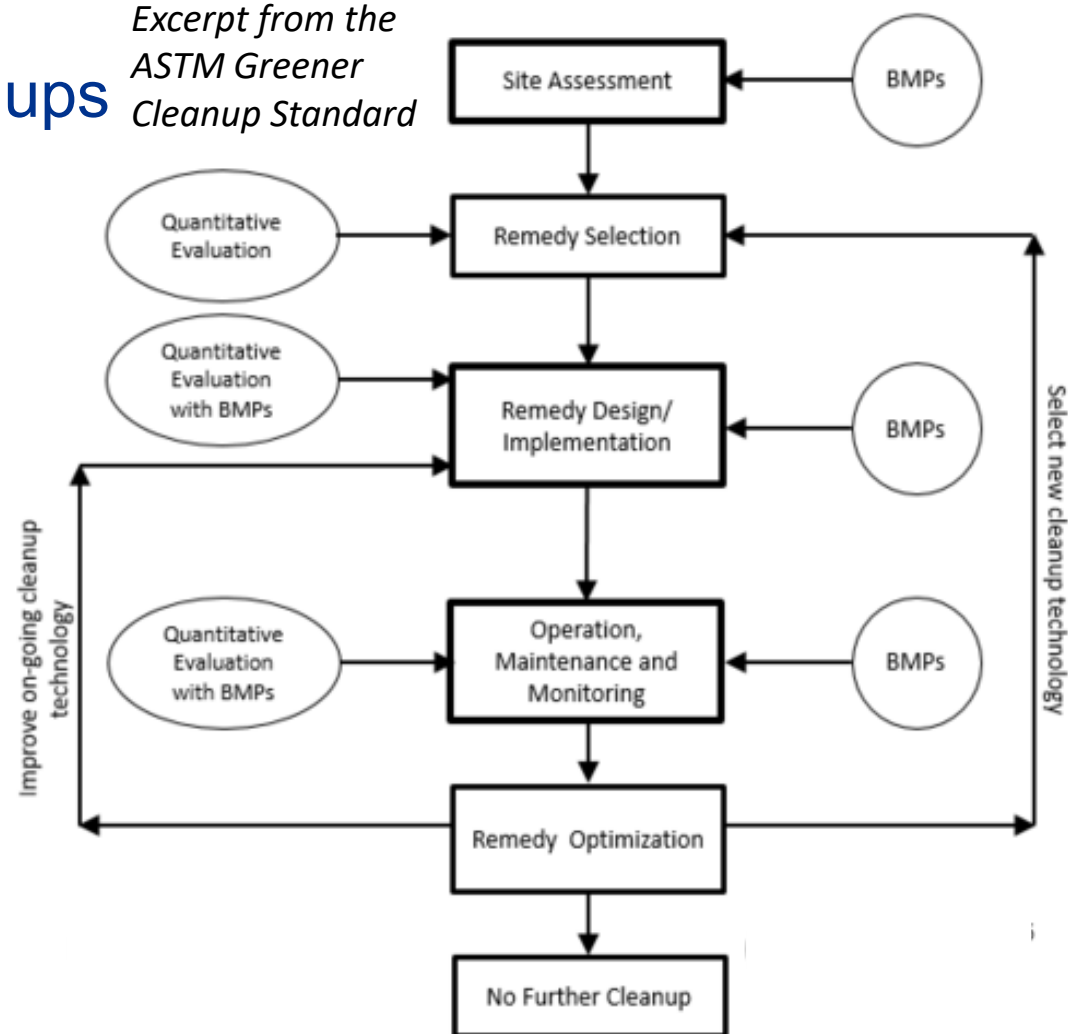 Excerpt from the
ASTM Greener
ups
Cleanup Standard
Site Assessment
BMPs
Quantitative
Evaluation
Remedy Selection
Quantitative
Evaluation
with BMPs
Remedy Design/
Implementation
BMPs
Improve on-going cleanup
technology
Select new cleanup technology
Quantitative
Evaluation
with BMPs
Operation,
Maintenance and
Monitoring
BMPs
Remedy Optimization
No Further Cleanup